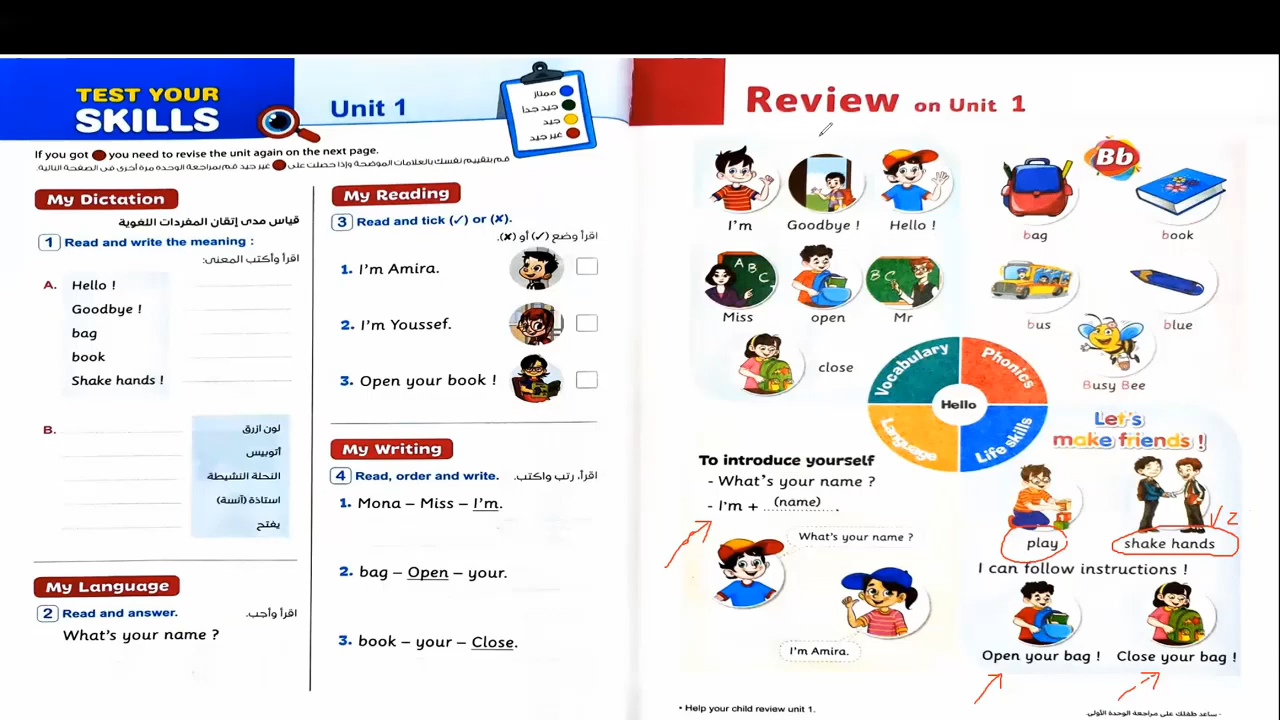 TEST YOUR
SKILLS
Unit 1
ممتاز
جيد جدا
جيد
غير جيد
If you got you need to revise the unit again on the next page.
قم بتقييم نفسك بالعلامات الموضحة وإذا حصلت على غير جيد قم بمراجعة الوحدة مرة أخرى فى الصفحة التالية.
My Dictation
قياس مدى إتقان المفردات اللغوية
1 Read and write the meaning :
اقرأ وأكتب المعنى:
A. Hello !
Goodbye !
bag
book
Shake hands !
B. لون ازرق
أتوبيس
النحلة النشيطة
استاذة (آنسة)
يفتح
My Language
2 Read and answer. اقرأ وأجب.
What's your name ?
My Reading
3 Read and tick (✓) or (✗).
اقرأ وضع (✓) أو (✗).
1. I'm Amira.
2. I'm Youssef.
3. Open your book !
My Writing
4 Read, order and write. اقرأ، رتب واكتب.
1. Mona – Miss – I'm.
2. bag – Open – your.
3. book – your – Close.
Review on Unit 1
I'm Goodbye ! Hello !
A B C
B C
Miss open Mr
close
Bb
bag book
bus blue
Busy Bee
Vocabulary
Phonics
Hello
Language
Life skills
To introduce yourself
- What's your name ?
- I'm + (name) .
What's your name ?
I'm Amira.
Let's
make friends !
play shake hands
I can follow instructions !
Open your bag ! Close your bag !
• Help your child review unit 1.
- ساعد طفلك على مراجعة الوحدة الأولى.